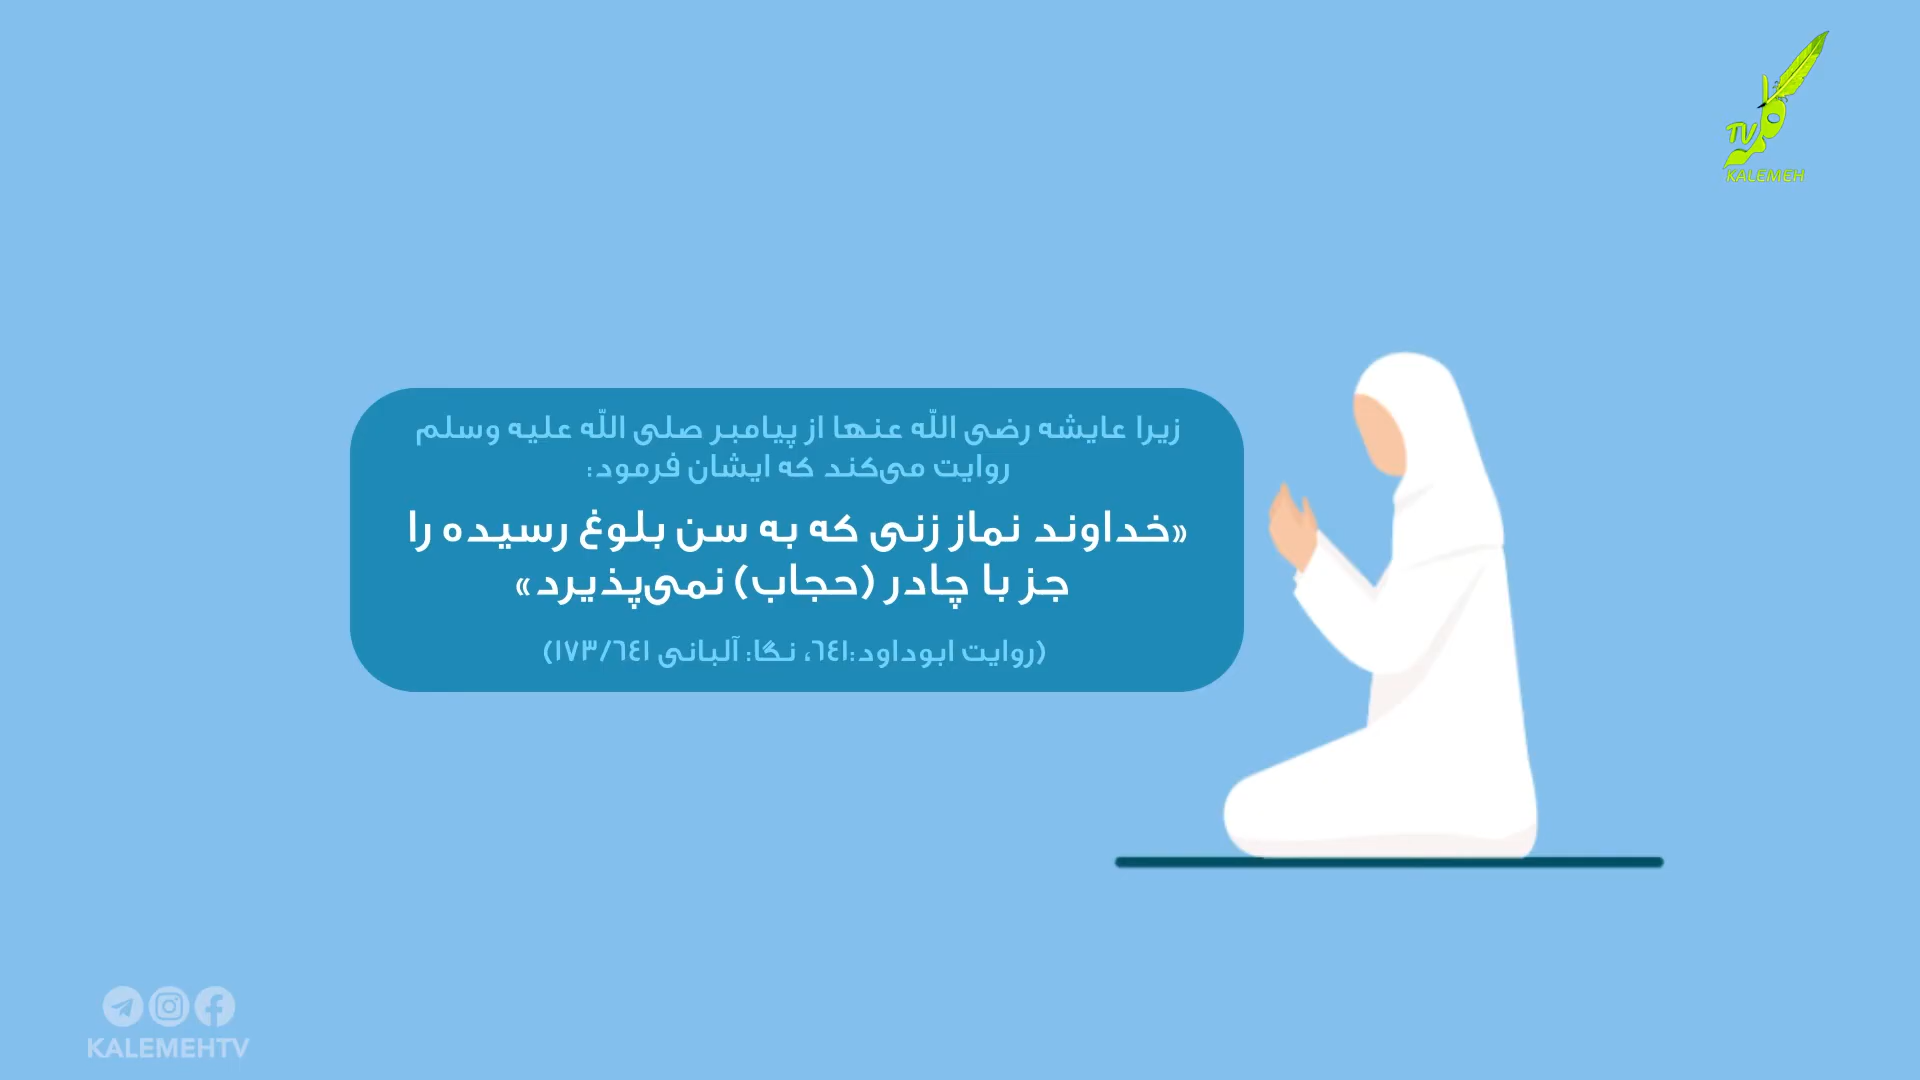 TV
KALEMEH
زیرا عایشه رضی اللّه عنها از پیامبر صلی اللّه علیه وسلم
روایت می‌کند که ایشان فرمود:
«خداوند نماز زنی که به سن بلوغ رسیده را
جز با چادر (حجاب) نمی‌پذیرد»
(روایت ابوداود:٦٤١، نگا: آلبانی ١٧٣/٦٤١)
KALEMEHTV